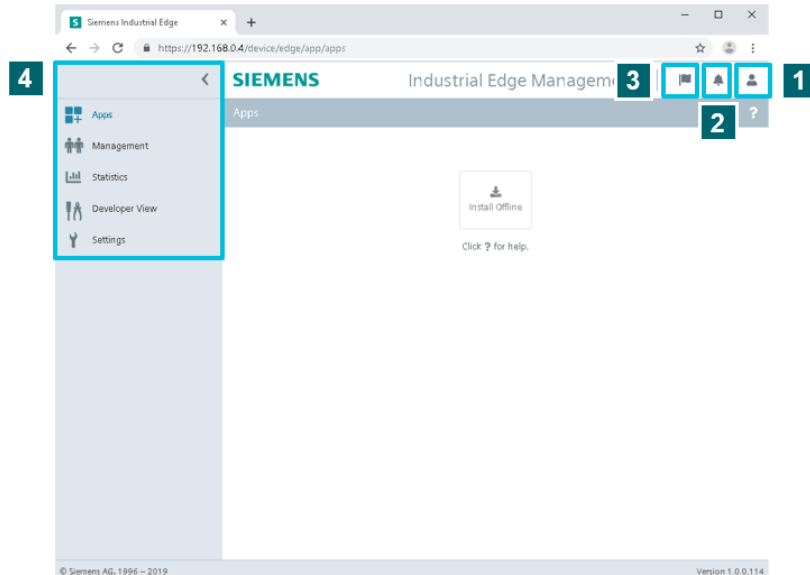 Siemens Industrial Edge
https://192.168.0.4/device/edge/app/apps
4
SIEMENS
Industrial Edge Managem
3
1
2
Apps
?
Apps
Management
Statistics
Developer View
Settings
Install Offline
Click ? for help.
© Siemens AG, 1996 – 2019
Version 1.0.0.114